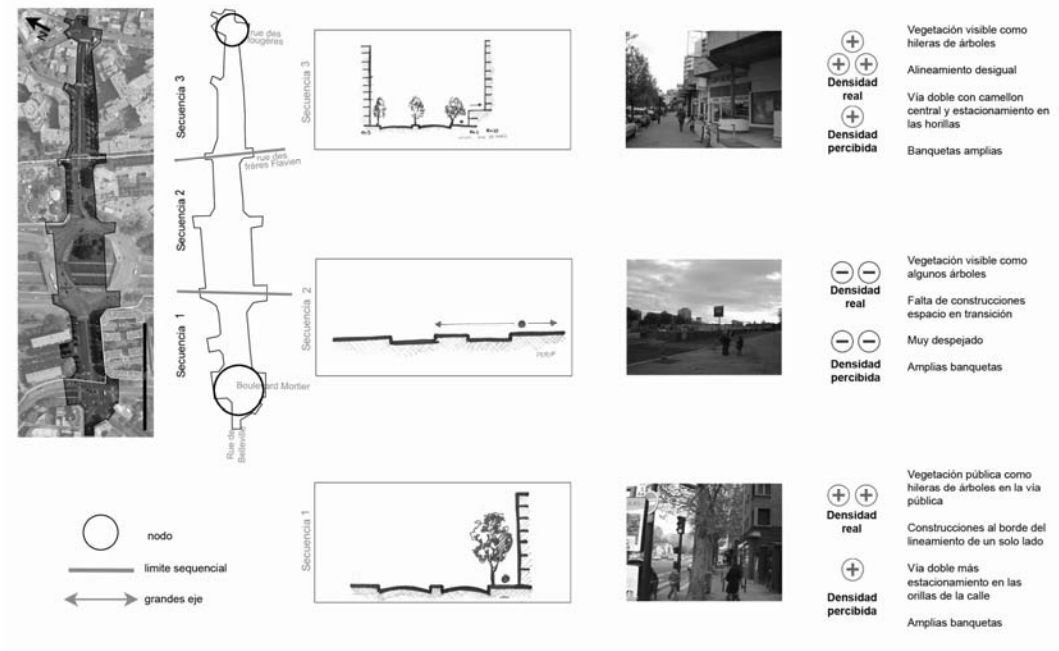 N
rue des
fougères
Secuencia 3
rue des
frères Flavien
Secuencia 2
Secuencia 1
Boulevard Mortier
Rue de
Belleville
nodo
limite sequencial
grandes eje
Secuencia 3
Densidad
real
Densidad
percibida
Vegetación visible como
hileras de árboles
Alineamiento desigual
Vía doble con camellon
central y estacionamiento en
las horillas
Banquetas amplias
Secuencia 2
Densidad
real
Densidad
percibida
Vegetación visible como
algunos árboles
Falta de construcciones
espacio en transición
Muy despejado
Amplias banquetas
Secuencia 1
Densidad
real
Densidad
percibida
Vegetación pública como
hileras de árboles en la vía
pública
Construcciones al borde del
lineamiento de un solo lado
Vía doble más
estacionamiento en las
orillas de la calle
Amplias banquetas